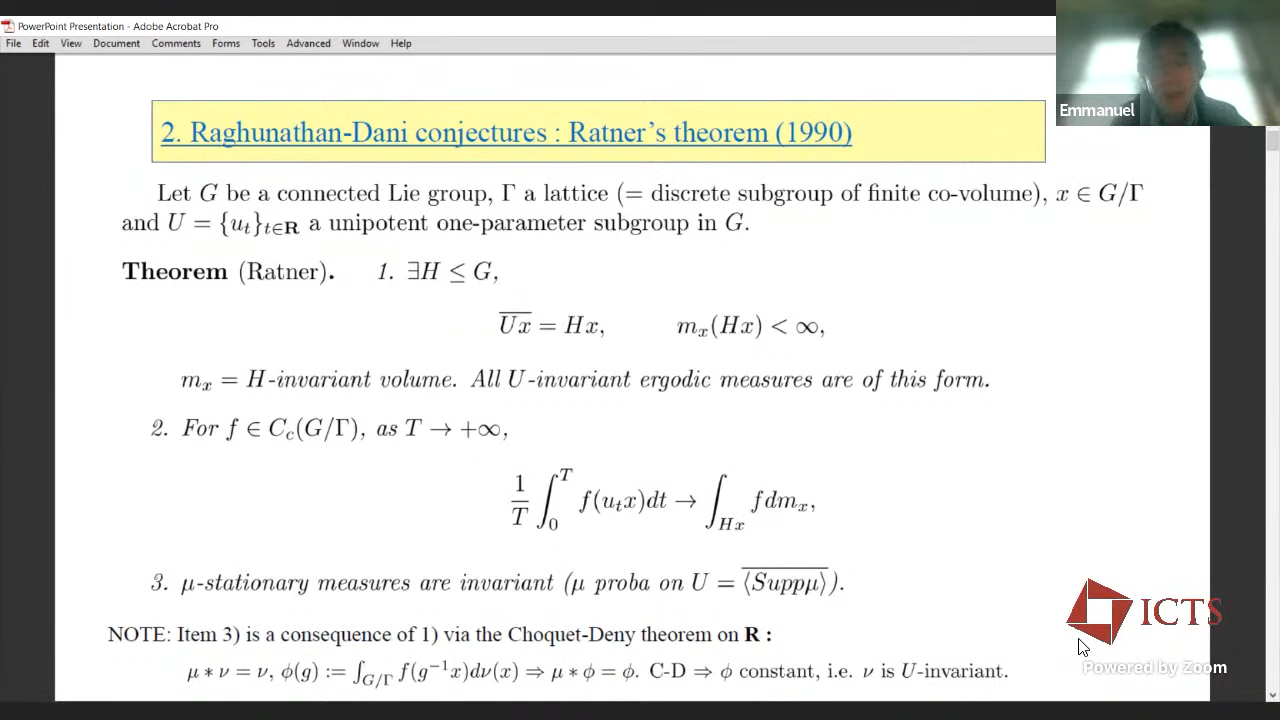 PowerPoint Presentation - Adobe Acrobat Pro
File Edit View Document Comments Forms Tools Advanced Window Help
Emmanuel
2. Raghunathan-Dani conjectures : Ratner's theorem (1990)
Let G be a connected Lie group, Γ a lattice (= discrete subgroup of finite co-volume), x ∈ G/Γ
and U = {u_t}_{t∈R} a unipotent one-parameter subgroup in G.
Theorem (Ratner). 1. ∃H ≤ G,
\overline{Ux} = Hx, m_x(Hx) < ∞,
m_x = H-invariant volume. All U-invariant ergodic measures are of this form.
2. For f ∈ C_c(G/Γ), as T → +∞,
\frac{1}{T} ∫_0^T f(u_t x)dt → ∫_{Hx} f dm_x,
3. μ-stationary measures are invariant (μ proba on U = \overline{⟨Suppμ⟩}).
NOTE: Item 3) is a consequence of 1) via the Choquet-Deny theorem on R :
μ * ν = ν, ϕ(g) := ∫_{G/Γ} f(g^{-1}x)dν(x) ⇒ μ * ϕ = ϕ. C-D ⇒ ϕ constant, i.e. ν is U-invariant.
ICTS
Powered by Zoom